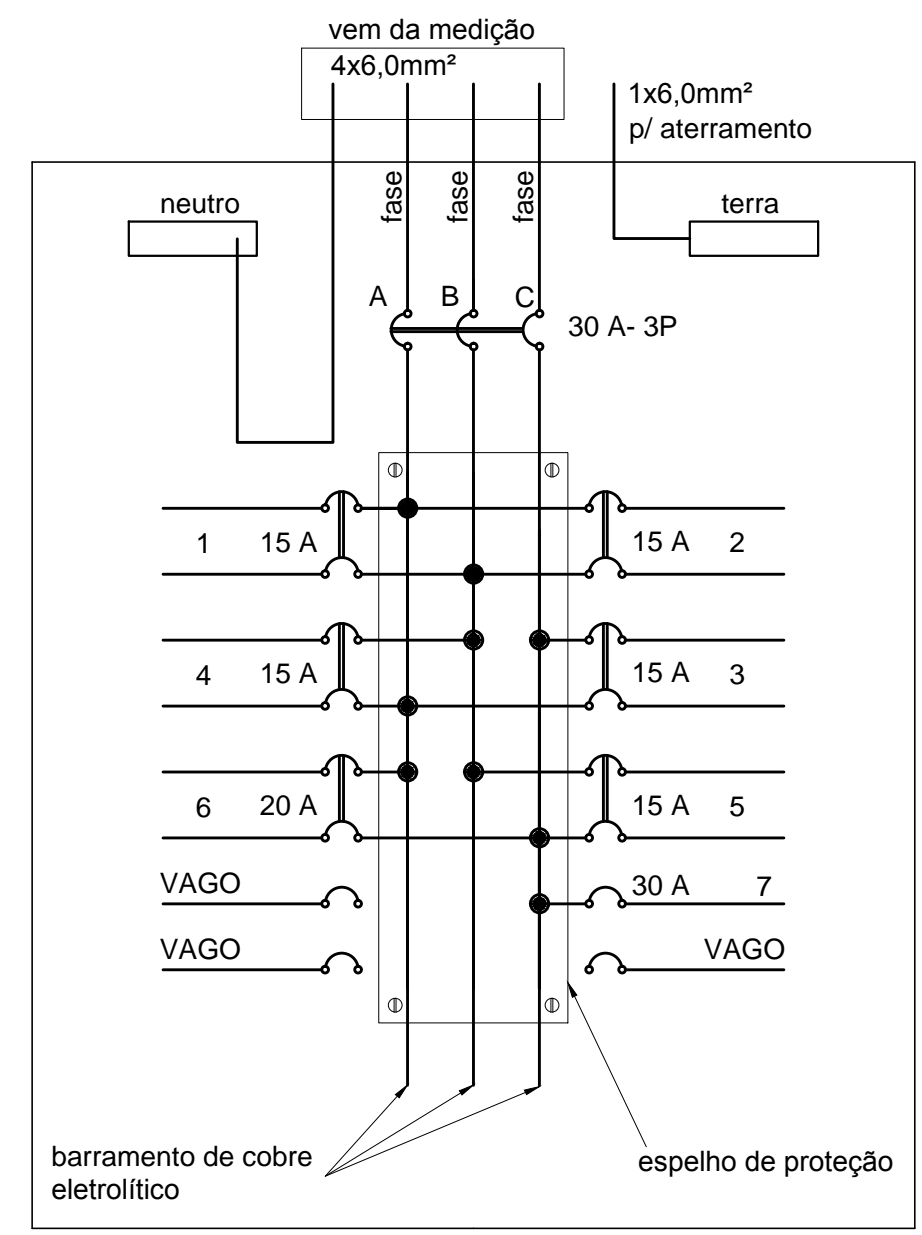 vem da medição
4x6,0mm²
1x6,0mm²
p/ aterramento
fase
fase
fase
neutro
terra
A
B
C
30 A- 3P
1
15 A
15 A
2
4
15 A
15 A
3
6
20 A
15 A
5
VAGO
30 A
7
VAGO
VAGO
barramento de cobre
eletrolítico
espelho de proteção